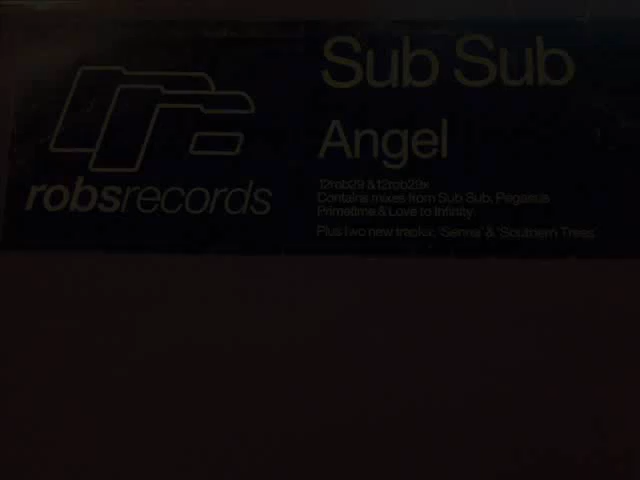 Sub Sub
Angel
robsrecords
12rob29 & 12rob29x
Contains mixes from Sub Sub, Pegasus
Primetime & Love to Infinity
Plus two new tracks; 'Senna' & 'Southern Trees'